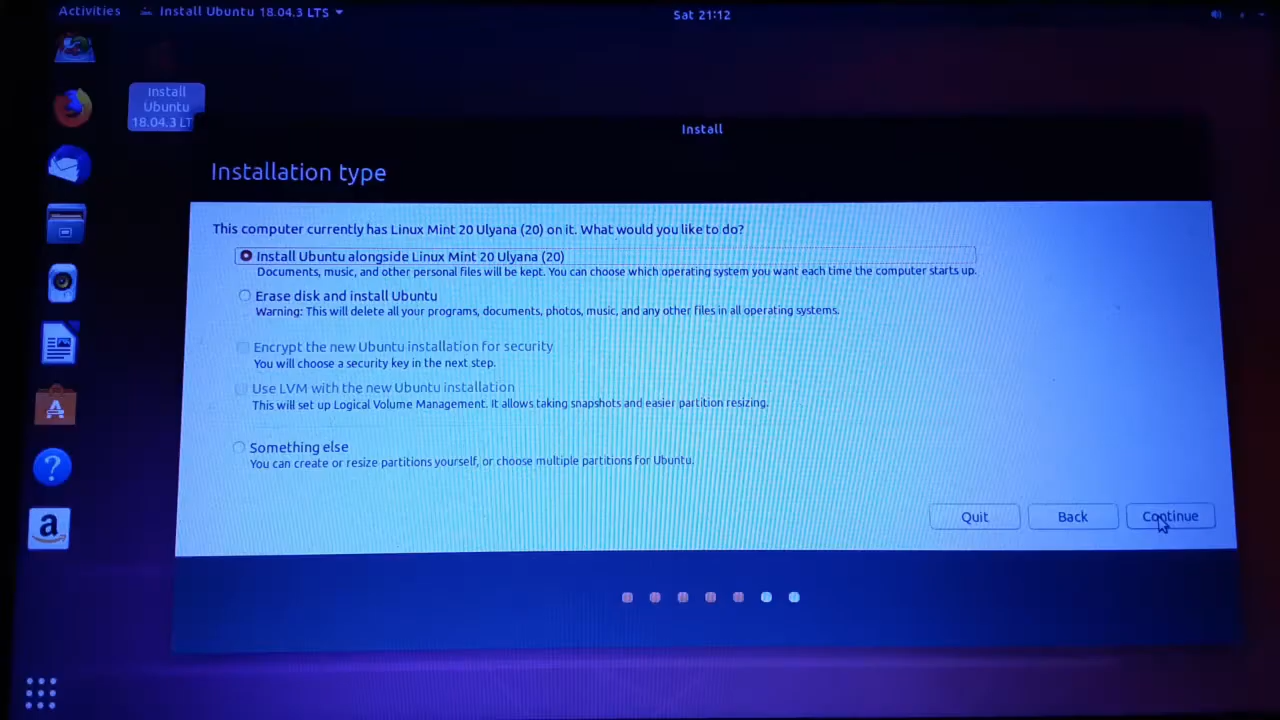 Activities
Install Ubuntu 18.04.3 LTS
Sat 21:12
Install
Ubuntu
18.04.3 LT
Install
Installation type
This computer currently has Linux Mint 20 Ulyana (20) on it. What would you like to do?
Install Ubuntu alongside Linux Mint 20 Ulyana (20)
Documents, music, and other personal files will be kept. You can choose which operating system you want each time the computer starts up.
Erase disk and install Ubuntu
Warning: This will delete all your programs, documents, photos, music, and any other files in all operating systems.
Encrypt the new Ubuntu installation for security
You will choose a security key in the next step.
Use LVM with the new Ubuntu installation
This will set up Logical Volume Management. It allows taking snapshots and easier partition resizing.
Something else
You can create or resize partitions yourself, or choose multiple partitions for Ubuntu.
Quit
Back
Continue